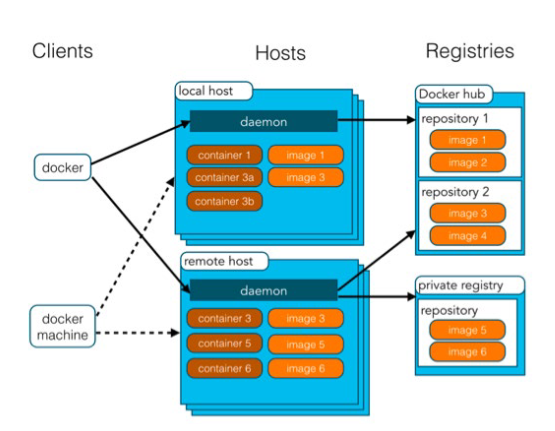 Clients
Hosts
Registries
docker
docker
machine
local host
daemon
container 1
image 1
container 3a
image 3
container 3b
remote host
daemon
container 3
image 3
container 5
image 5
container 6
image 6
Docker hub
repository 1
image 1
image 2
repository 2
image 3
image 4
private registry
repository
image 5
image 6